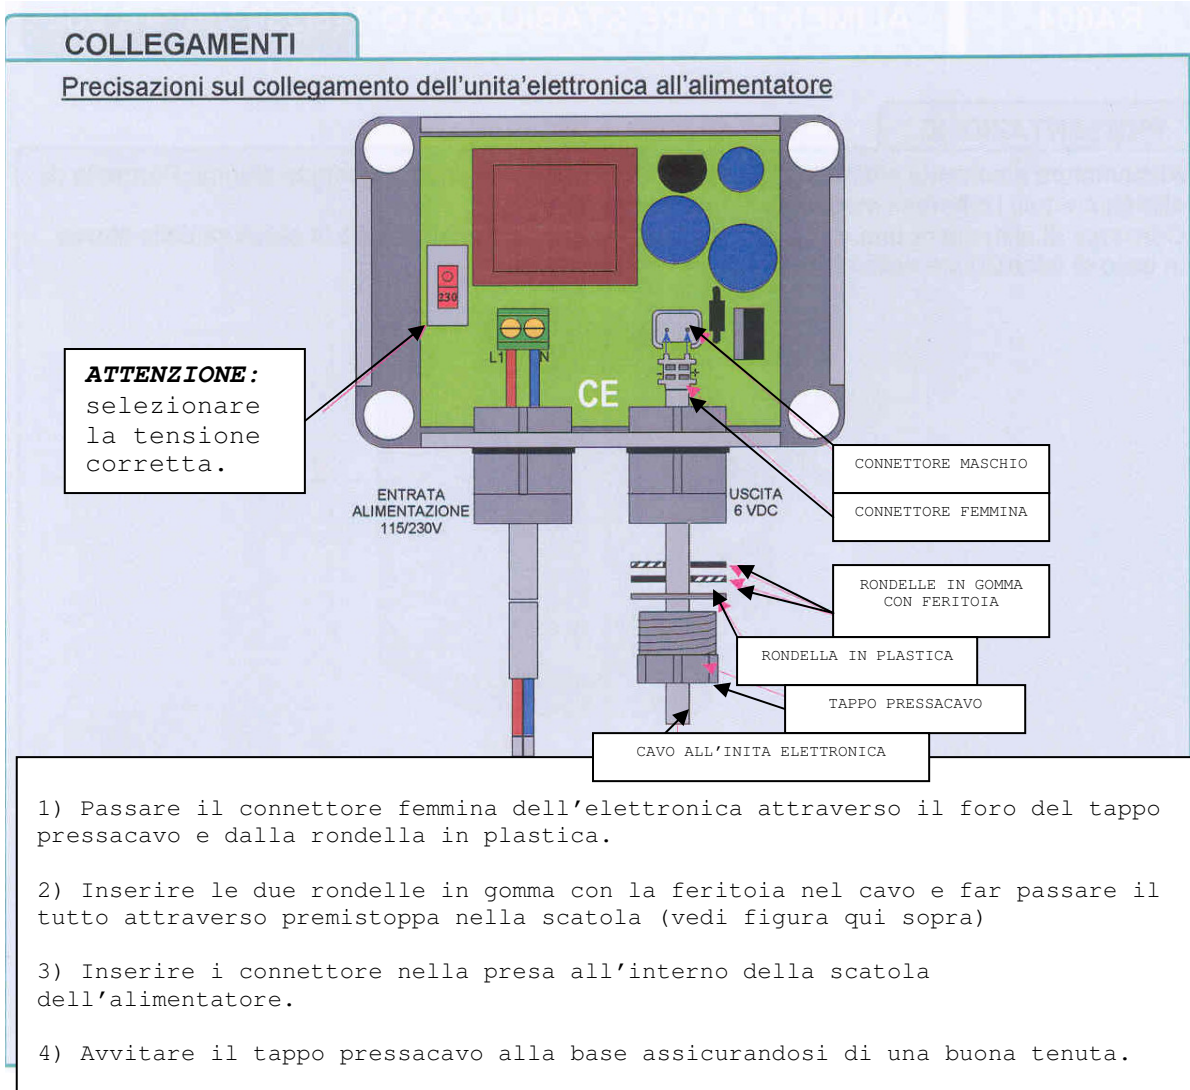 COLLEGAMENTI
Precisazioni sul collegamento dell'unita'elettronica all'alimentatore
230
L1
N
CE
-
+
ATTENZIONE:
selezionare
la tensione
corretta.
ENTRATA
ALIMENTAZIONE
115/230V
USCITA
6 VDC
CONNETTORE MASCHIO
CONNETTORE FEMMINA
RONDELLE IN GOMMA
CON FERITOIA
RONDELLA IN PLASTICA
TAPPO PRESSACAVO
CAVO ALL'INITA ELETTRONICA
1) Passare il connettore femmina dell'elettronica attraverso il foro del tappo
pressacavo e dalla rondella in plastica.
2) Inserire le due rondelle in gomma con la feritoia nel cavo e far passare il
tutto attraverso premistoppa nella scatola (vedi figura qui sopra)
3) Inserire i connettore nella presa all'interno della scatola
dell'alimentatore.
4) Avvitare il tappo pressacavo alla base assicurandosi di una buona tenuta.